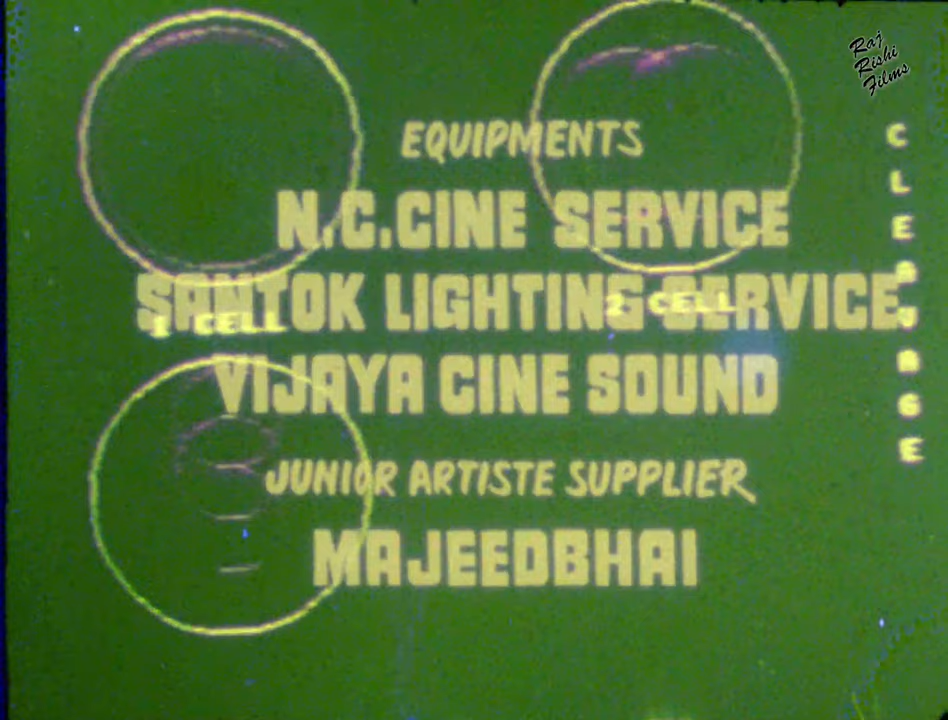 Raj
Rishi
Films
EQUIPMENTS
N.C.CINE SERVICE
SANTOK LIGHTING SERVICE
1 CELL
2 CELL
VIJAYA CINE SOUND
JUNIOR ARTISTE SUPPLIER
MAJEEDBHAI
CLEAVAGE